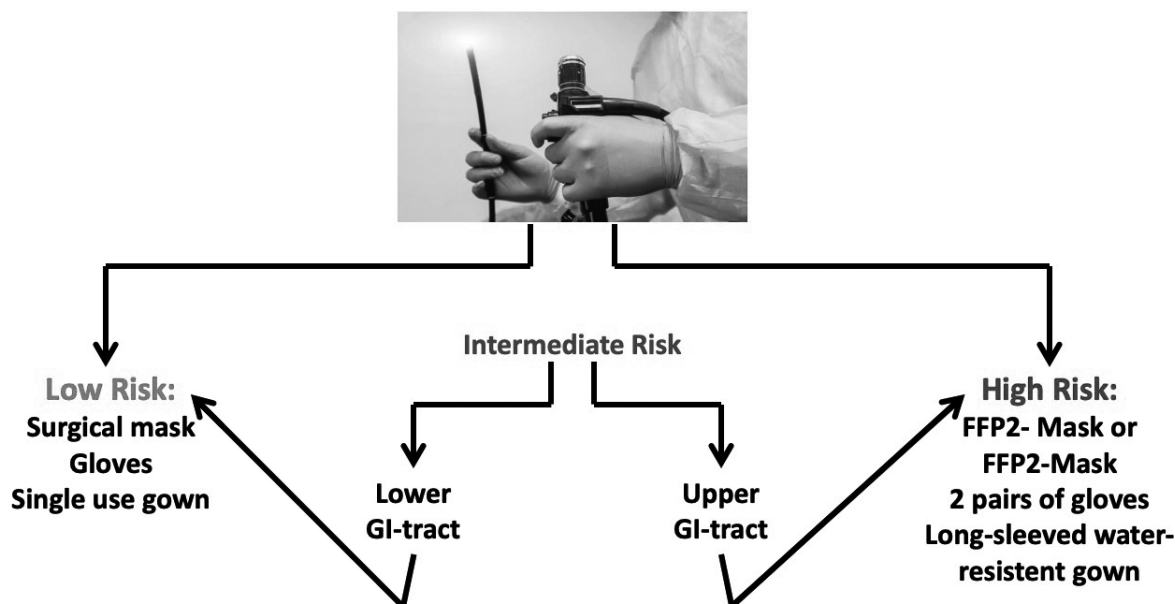 Intermediate Risk
Low Risk:
Surgical mask
Gloves
Single use gown
Lower
GI-tract
Upper
GI-tract
High Risk:
FFP2- Mask or
FFP2-Mask
2 pairs of gloves
Long-sleeved water-
resistent gown